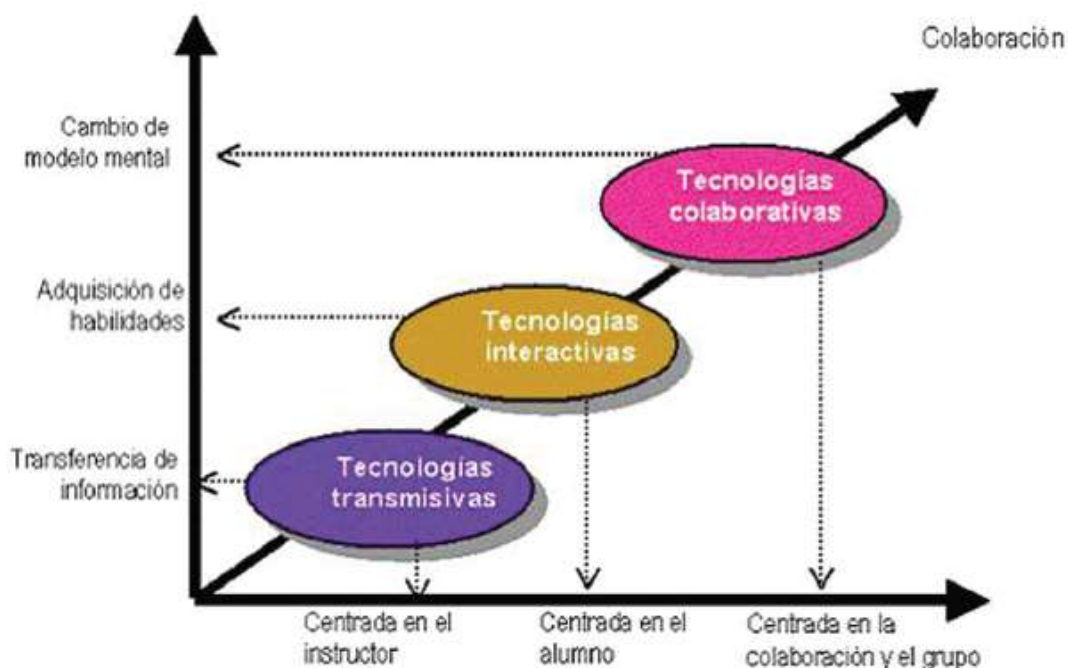 Colaboración
Cambio de
modelo mental
Tecnologías
colaborativas
Adquisición de
habilidades
Tecnologías
interactivas
Transferencia de
información
Tecnologías
transmisivas
Centrada en el
instructor
Centrada en el
alumno
Centrada en la
colaboración y el grupo